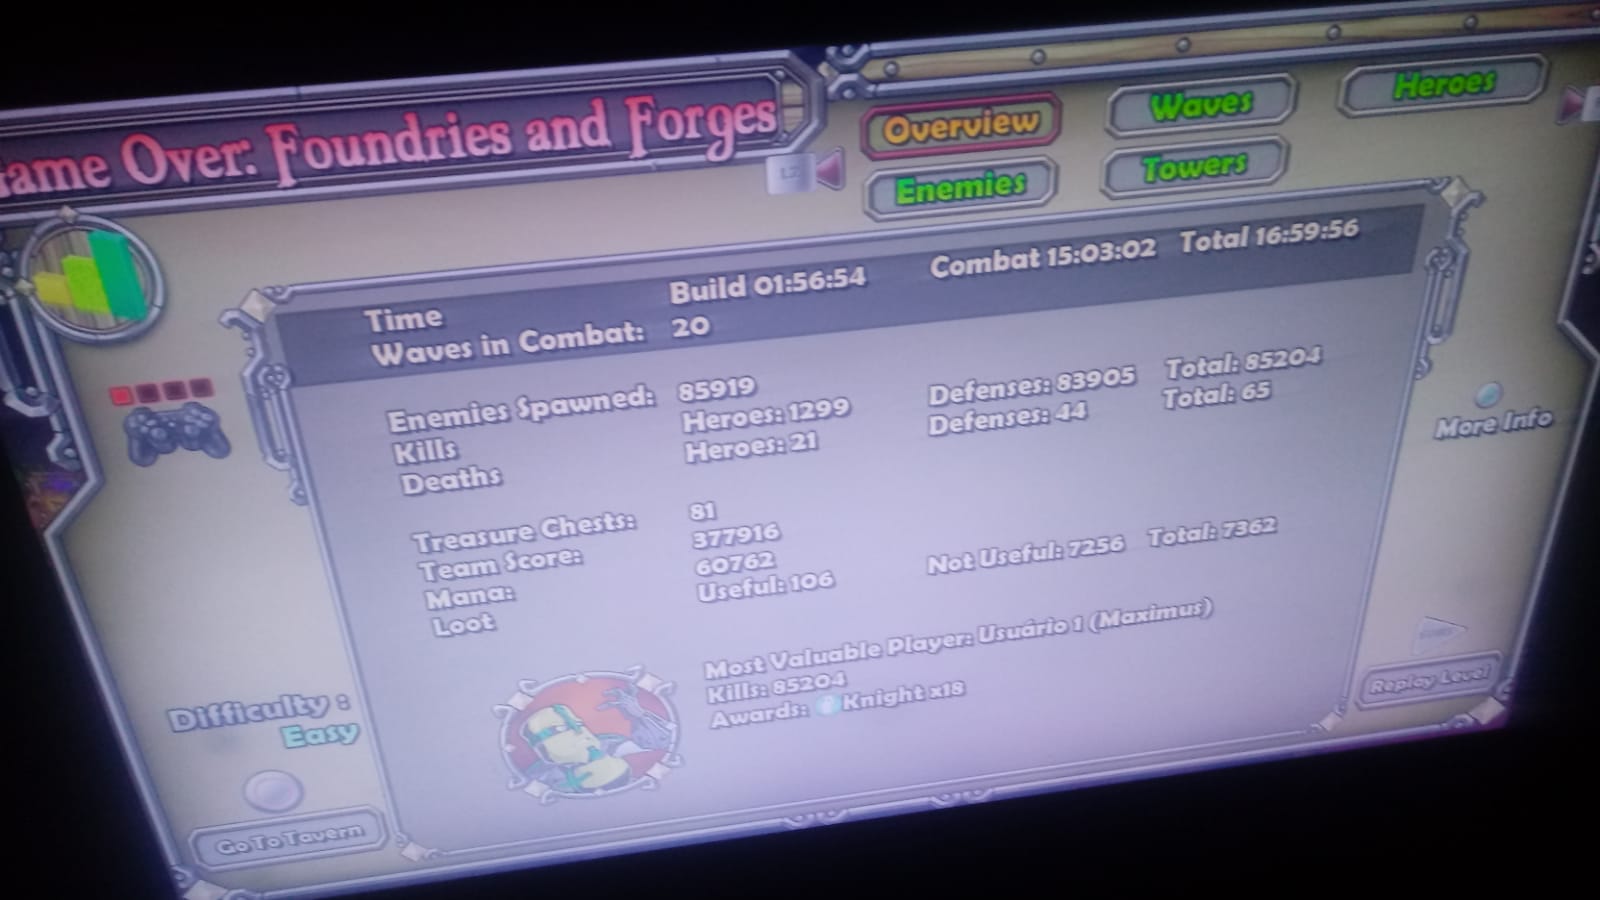 ame Over: Foundries and Forges
Overview
Waves
Heroes
Enemies
Towers
L2
Time
Build 01:56:54
Combat 15:03:02
Total 16:59:56
Waves in Combat:
20
Enemies Spawned:
85919
Kills
Heroes: 1299
Defenses: 83905
Total: 85204
Deaths
Heroes: 21
Defenses: 44
Total: 65
Treasure Chests:
81
Team Score:
377916
Mana:
60762
Loot
Useful: 106
Not Useful: 7256
Total: 7362
Most Valuable Player: Usuário 1 (Maximus)
Kills: 85204
Awards: Knight x18
More Info
Difficulty :
Easy
Go To Tavern
Replay Level